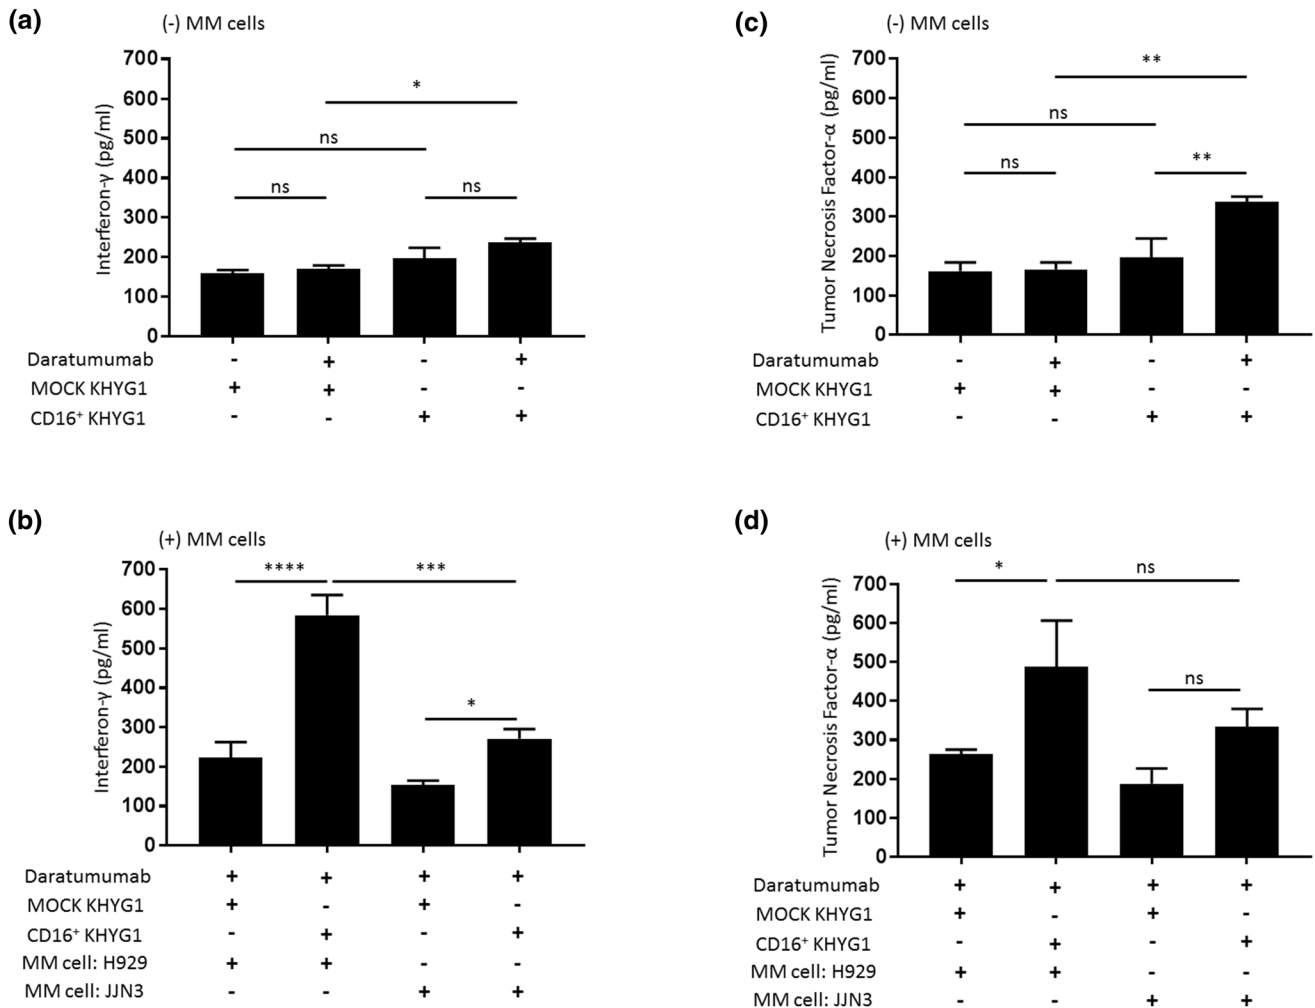 (a)
(-) MM cells
Interferon-γ (pg/ml)
700
600
500
400
300
200
100
0
*
ns
ns
ns
Daratumumab - + - +
MOCK KHYG1 + + - -
CD16⁺ KHYG1 - - + +
(c)
(-) MM cells
Tumor Necrosis Factor-α (pg/ml)
700
600
500
400
300
200
100
0
**
ns
**
ns
Daratumumab - + - +
MOCK KHYG1 + + - -
CD16⁺ KHYG1 - - + +
(b)
(+) MM cells
Interferon-γ (pg/ml)
700
600
500
400
300
200
100
0
**** ***
*
Daratumumab + + + +
MOCK KHYG1 + - + -
CD16⁺ KHYG1 - + - +
MM cell: H929 + + - -
MM cell: JJN3 - - + +
(d)
(+) MM cells
Tumor Necrosis Factor-α (pg/ml)
700
600
500
400
300
200
100
0
* ns
ns
Daratumumab + + + +
MOCK KHYG1 + - + -
CD16⁺ KHYG1 - + - +
MM cell: H929 + + - -
MM cell: JJN3 - - + +